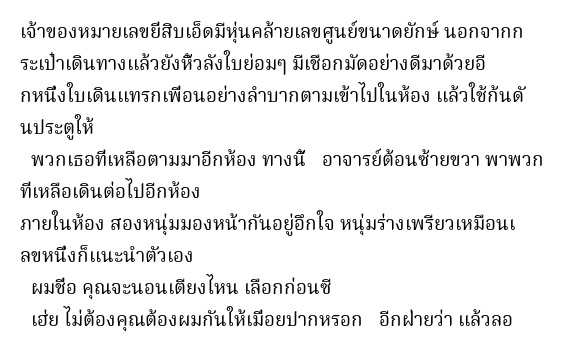 เจ้าของหมายเลขยี่สิบเอ็ดมีหุ่นคล้ายเลขศูนย์ขนาดยักษ์ นอกจากก
ระเป๋าเดินทางแล้วยังหิ้วลังใบย่อมๆ มีเชือกมัดอย่างดีมาด้วยอี
กหนึ่งใบเดินแทรกเพื่อนอย่างลำบากตามเข้าไปในห้อง แล้วใช้ก้นดั
นประตูให้
พวกเธอที่เหลือตามมาอีกห้อง ทางนี้ อาจารย์ต้อนซ้ายขวา พาพวก
ที่เหลือเดินต่อไปอีกห้อง
ภายในห้อง สองหนุ่มมองหน้ากันอยู่อึกใจ หนุ่มร่างเพรียวเหมือนเ
ลขหนึ่งก็แนะนำตัวเอง
ผมชื่อ คุณจะนอนเตียงไหน เลือกก่อนซี
เฮ่ย ไม่ต้องคุณต้องผมกันให้เมื่อยปากหรอก อีกฝ่ายว่า แล้วลอ